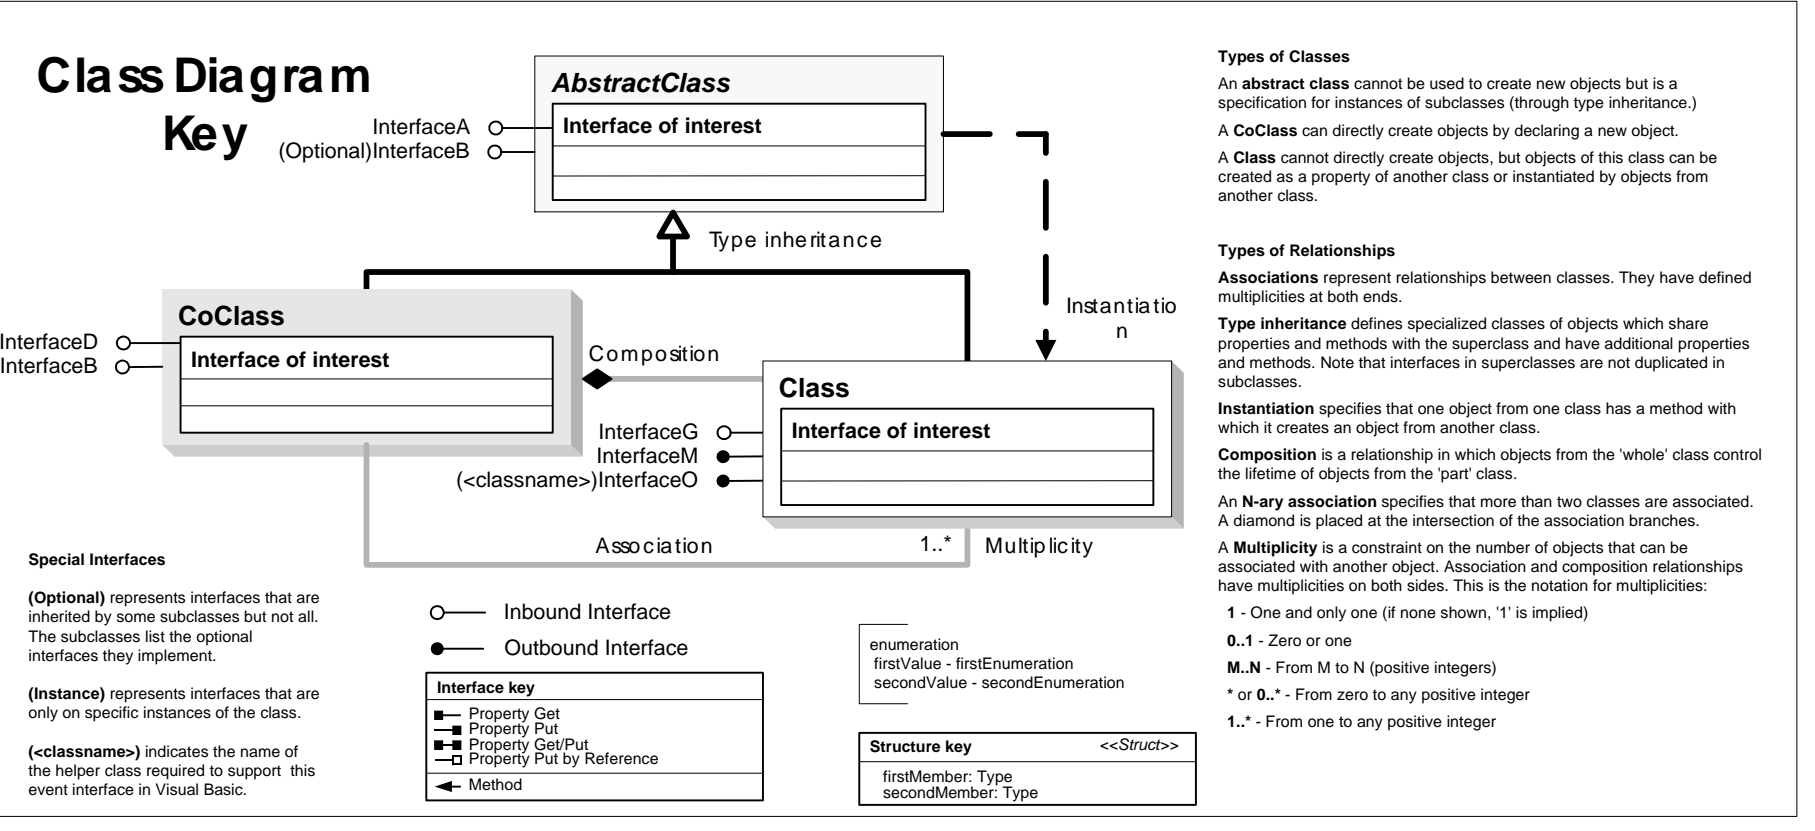 Class Diagram
Key
AbstractClass
Interface of interest
InterfaceA
(Optional)InterfaceB
Type inheritance
Instantiatio
n
CoClass
Interface of interest
InterfaceD
InterfaceB
Composition
Class
Interface of interest
InterfaceG
InterfaceM
(<classname>)InterfaceO
Association
1..*
Multiplicity
Special Interfaces
(Optional) represents interfaces that are
inherited by some subclasses but not all.
The subclasses list the optional
interfaces they implement.
(Instance) represents interfaces that are
only on specific instances of the class.
(<classname>) indicates the name of
the helper class required to support this
event interface in Visual Basic.
Inbound Interface
Outbound Interface
Interface key
Property Get
Property Put
Property Get/Put
Property Put by Reference
Method
enumeration
firstValue - firstEnumeration
secondValue - secondEnumeration
Structure key <<Struct>>
firstMember: Type
secondMember: Type
Types of Classes
An abstract class cannot be used to create new objects but is a
specification for instances of subclasses (through type inheritance.)
A CoClass can directly create objects by declaring a new object.
A Class cannot directly create objects, but objects of this class can be
created as a property of another class or instantiated by objects from
another class.
Types of Relationships
Associations represent relationships between classes. They have defined
multiplicities at both ends.
Type inheritance defines specialized classes of objects which share
properties and methods with the superclass and have additional properties
and methods. Note that interfaces in superclasses are not duplicated in
subclasses.
Instantiation specifies that one object from one class has a method with
which it creates an object from another class.
Composition is a relationship in which objects from the 'whole' class control
the lifetime of objects from the 'part' class.
An N-ary association specifies that more than two classes are associated.
A diamond is placed at the intersection of the association branches.
A Multiplicity is a constraint on the number of objects that can be
associated with another object. Association and composition relationships
have multiplicities on both sides. This is the notation for multiplicities:
1 - One and only one (if none shown, '1' is implied)
0..1 - Zero or one
M..N - From M to N (positive integers)
* or 0..* - From zero to any positive integer
1..* - From one to any positive integer